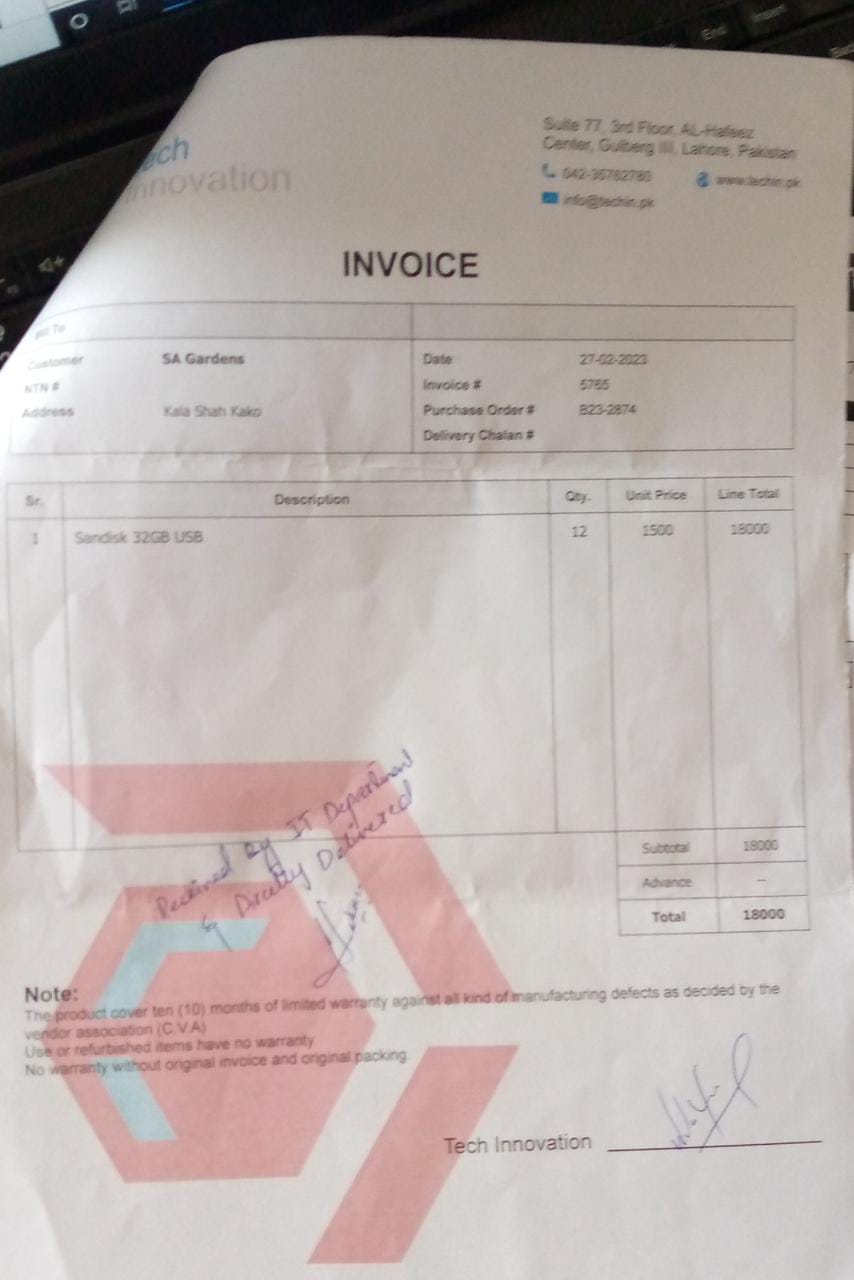 ech
nnovation
Suite 77, 3rd Floor, AL-Hafeez
Center, Gulberg III, Lahore, Pakistan
042-35762780 www.techin.pk
info@techin.pk
INVOICE
Bill To
Customer SA Gardens
NTN #
Address Kala Shah Kako
Date 27-02-2023
Invoice # 5765
Purchase Order # B23-2874
Delivery Chalan #
Sr. Description Qty. Unit Price Line Total
1 Sandisk 32GB USB 12 1500 18000
Subtotal 18000
Advance --
Total 18000
Recieved by IT Department
& Directly Delivered
Note:
The product cover ten (10) months of limited warranty against all kind of manufacturing defects as decided by the
vendor association (C.V.A)
Use or refurbished items have no warranty
No warranty without original invoice and original packing
Tech Innovation
End
Insert